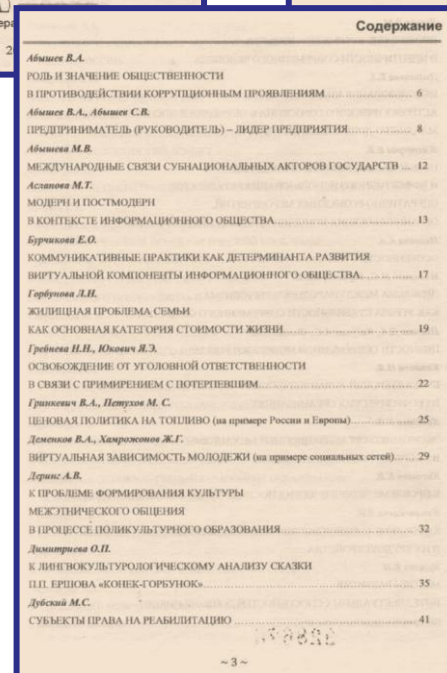 Содержание
Абышев В.А.
РОЛЬ И ЗНАЧЕНИЕ ОБЩЕСТВЕННОСТИ
В ПРОТИВОДЕЙСТВИИ КОРРУПЦИОННЫМ ПРОЯВЛЕНИЯМ 6
Абышев В.А., Абышев С.В.
ПРЕДПРИНИМАТЕЛЬ (РУКОВОДИТЕЛЬ) – ЛИДЕР ПРЕДПРИЯТИЯ 8
Абышева М.В.
МЕЖДУНАРОДНЫЕ СВЯЗИ СУБНАЦИОНАЛЬНЫХ АКТОРОВ ГОСУДАРСТВ ... 12
Аслапова М.Т.
МОДЕРН И ПОСТМОДЕРН
В КОНТЕКСТЕ ИНФОРМАЦИОННОГО ОБЩЕСТВА 13
Бурчикова Е.О.
КОММУНИКАТИВНЫЕ ПРАКТИКИ КАК ДЕТЕРМИНАНТА РАЗВИТИЯ
ВИРТУАЛЬНОЙ КОМПОНЕНТЫ ИНФОРМАЦИОННОГО ОБЩЕСТВА 17
Горбунова Л.Н.
ЖИЛИЩНАЯ ПРОБЛЕМА СЕМЬИ
КАК ОСНОВНАЯ КАТЕГОРИЯ СТОИМОСТИ ЖИЗНИ 19
Гребнева Н.Н., Юкович Я.Э.
ОСВОБОЖДЕНИЕ ОТ УГОЛОВНОЙ ОТВЕТСТВЕННОСТИ
В СВЯЗИ С ПРИМИРЕНИЕМ С ПОТЕРПЕВШИМ 22
Гринкевич В.А., Петухов М. С.
ЦЕНОВАЯ ПОЛИТИКА НА ТОПЛИВО (на примере России и Европы) 25
Деменков В.А., Хамрожонов Ж.Г.
ВИРТУАЛЬНАЯ ЗАВИСИМОСТЬ МОЛОДЕЖИ (на примере социальных сетей) 29
Деринг А.В.
К ПРОБЛЕМЕ ФОРМИРОВАНИЯ КУЛЬТУРЫ
МЕЖЭТНИЧЕСКОГО ОБЩЕНИЯ
В ПРОЦЕССЕ ПОЛИКУЛЬТУРНОГО ОБРАЗОВАНИЯ 32
Димитриева О.П.
К ЛИНГВОКУЛЬТУРОЛОГИЧЕСКОМУ АНАЛИЗУ СКАЗКИ
П.П. ЕРШОВА «КОНЕК-ГОРБУНОК» 35
Дубский М.С.
СУБЪЕКТЫ ПРАВА НА РЕАБИЛИТАЦИЮ 41
~ 3 ~